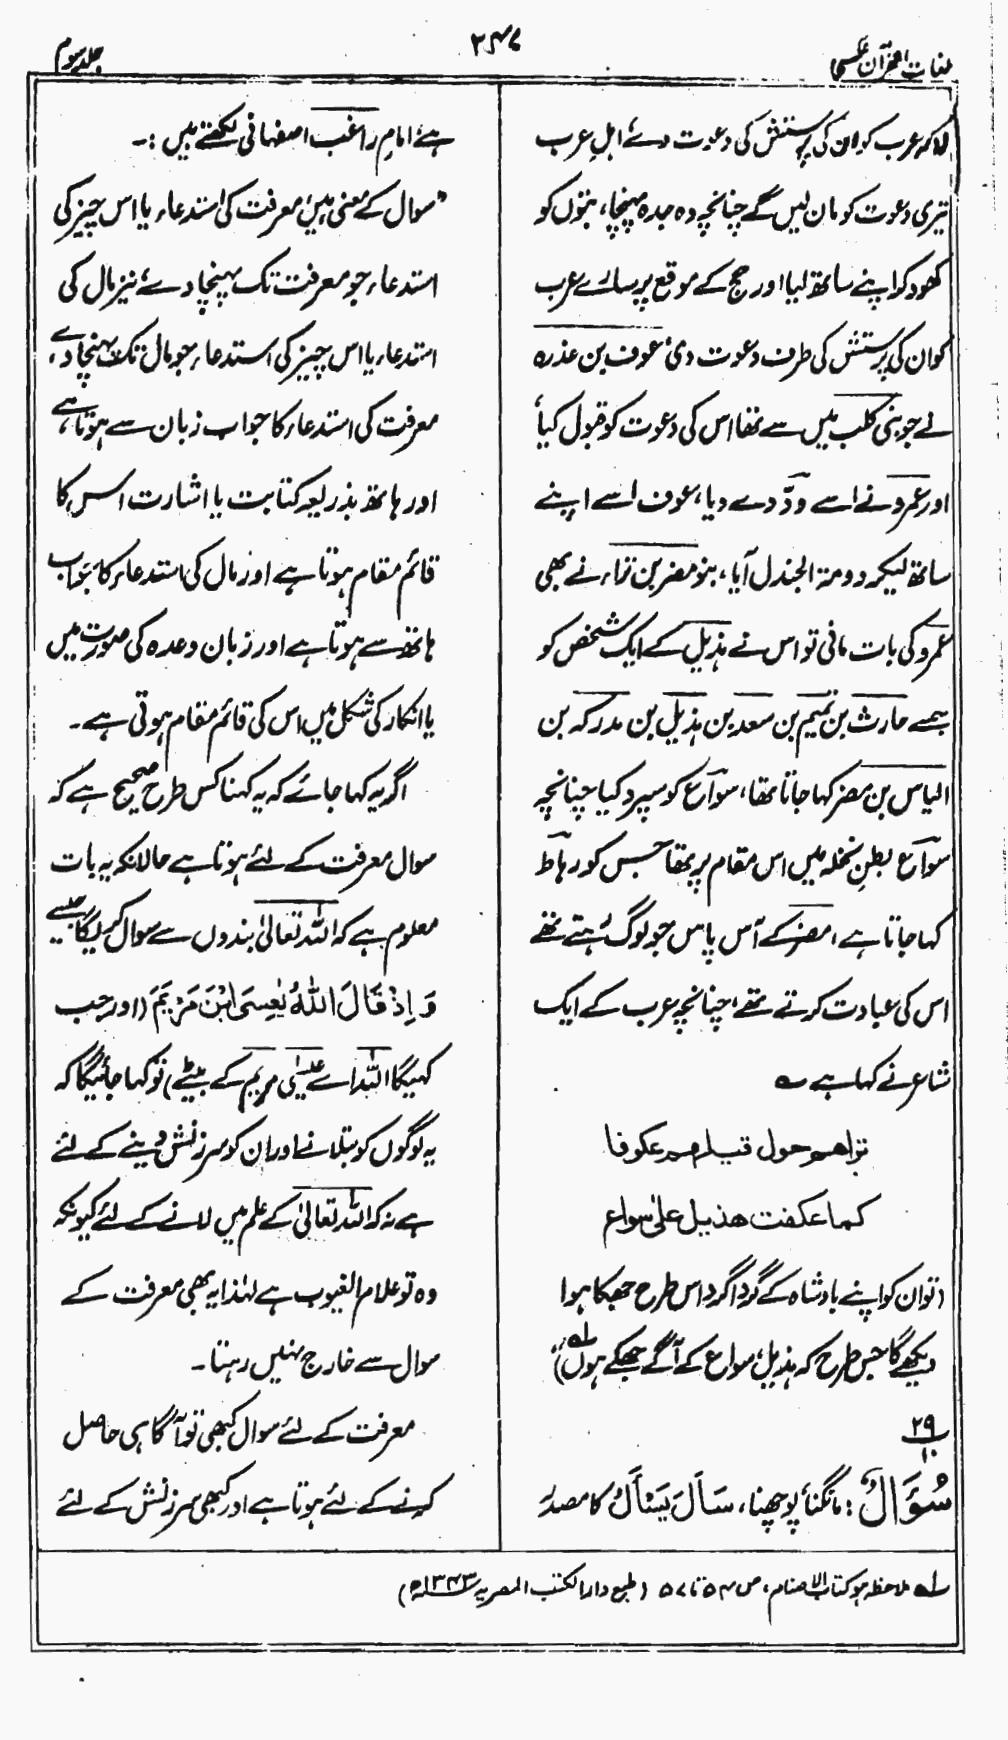 لغات القرآن عکسی
۲۴۷
جلد سوم
لاکر عرب کو ان کی پرستش کی دعوت دے، اہلِ عرب
تیری دعوت کو مان لیں گے چنانچہ وہ جدہ پہنچا، بتوں کو
کھود کر اپنے ساتھ لیا اور حج کے موقع پر سارے عرب
کو ان کی پرستش کی طرف دعوت دی، عوف بن عذرہ
نے جو بنی کلب میں سے تھا اس کی دعوت کو قبول کیا،
اور عمرو نے اسے ودّ دے دیا، عوف اسے اپنے
ساتھ لیکر دومۃ الجندل آیا، بنو مضر بن نزار نے بھی
عمرو کی بات مانی تو اس نے ہذیل کے ایک شخص کو
جسے حارث بن تمیم بن سعد بن ہذیل بن مدرکہ بن
الیاس بن مضر کہا جاتا تھا، سواع کو سپرد کیا چنانچہ
سواع بطنِ نخلہ میں اس مقام پر تھا جس کو رہاط
کہا جاتا ہے، مضر کے آس پاس جو لوگ رہتے تھے
اس کی عبادت کرتے تھے، چنانچہ عرب کے ایک
شاعر نے کہا ہے ؎
تراھم حول قیلھم عکوفا
کما عکفت ھذیل علیٰ سواع
(تو ان کو اپنے بادشاہ کے گرداگرد اس طرح جھکا ہوا
دیکھے گا جس طرح کہ ہذیل، سواع کے آگے جھکے ہوں) لہ
۲۹
۱۰
سُؤَالٌ: مانگنا، پوچھنا، سَاَلَ یَسْاَلُ کا مصدر
ہے، امام راغب اصفہانی لکھتے ہیں :۔
”سوال کے معنی ہیں، معرفت کی استدعاء یا اس چیز کی
استدعاء جو معرفت تک پہنچا دے، نیز مال کی
استدعاء یا اس چیز کی استدعاء جو مال تک پہنچا دے،
معرفت کی استدعاء کا جواب زبان سے ہوتا ہے،
اور ہاتھ بذریعہ کتابت یا اشارت اس کا
قائم مقام ہوتا ہے اور مال کی استدعاء کا جواب
ہاتھ سے ہوتا ہے اور زبان وعدہ کی صورت میں
یا انکار کی شکل میں اس کی قائم مقام ہوتی ہے۔
اگر یہ کہا جائے کہ یہ کہنا کس طرح صحیح ہے کہ
سوال معرفت کے لئے ہوتا ہے حالانکہ یہ بات
معلوم ہے کہ اللہ تعالیٰ بندوں سے سوال کریگا جیسے
وَ اِذْ قَالَ اللّٰهُ یٰعِیسَی ابْنَ مَرْیَمَ (اور جب
کہیگا اللہ اے عیسٰی مریم کے بیٹے) تو کہا جائیگا کہ
یہ لوگوں کو بتلانے اور ان کو سرزنش دینے کے لئے
ہے نہ کہ اللہ تعالیٰ کے علم میں لانے کے لئے کیونکہ
وہ تو علام الغیوب ہے لہٰذا یہ بھی معرفت کے
سوال سے خارج نہیں رہتا۔
معرفت کے لئے سوال کبھی تو آگاہی حاصل
کرنے کے لئے ہوتا ہے اور کبھی سرزنش کے لئے
لہ ملاحظہ ہو کتاب الاصنام، ص ۵۴ تا ۵۷ (طبع دار الکتب المصریہ ۱۳۴۳ھ)